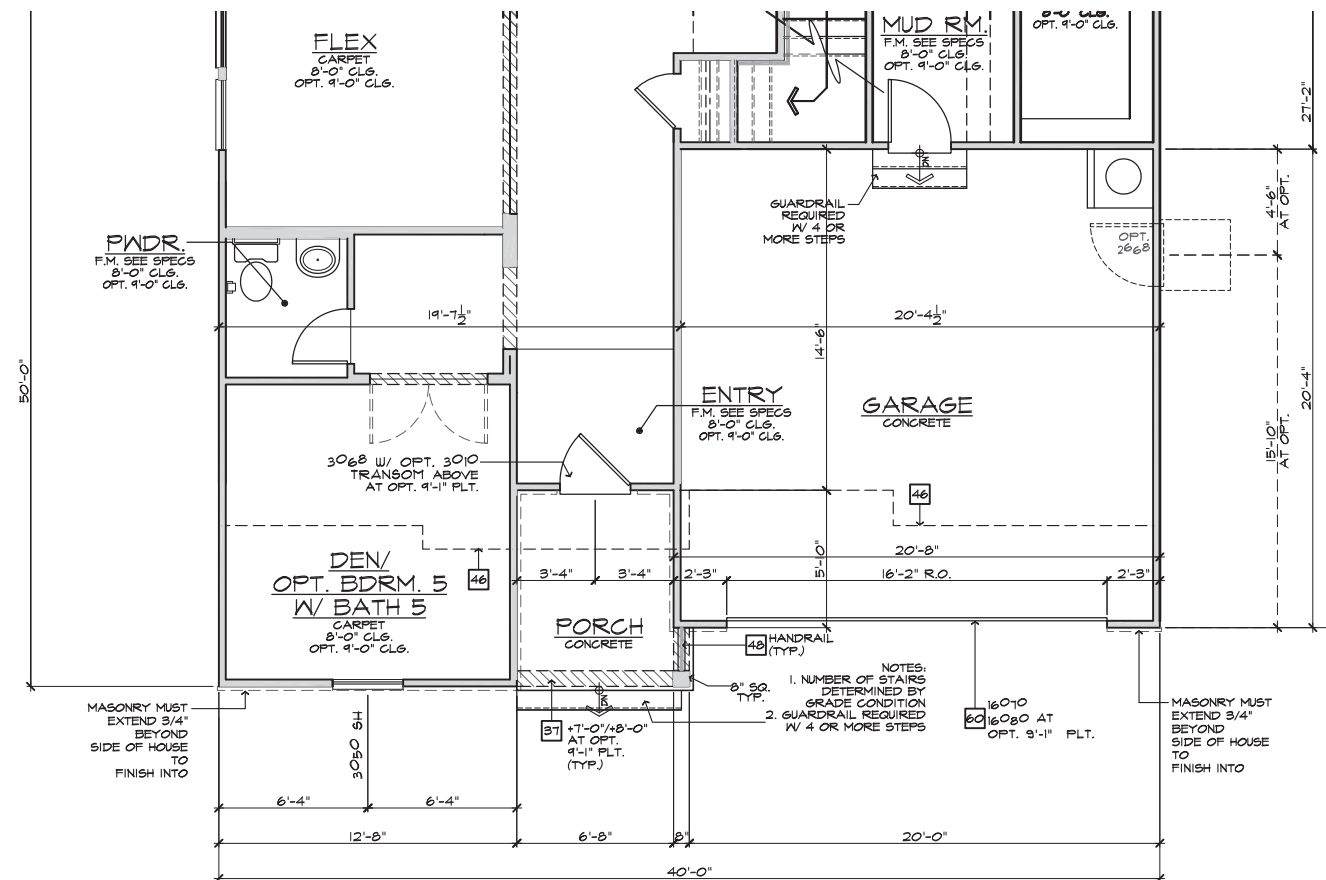 FLEX
CARPET
8'-0" CLG.
OPT. 9'-0" CLG.
MUD RM.
F.M. SEE SPECS
8'-0" CLG.
OPT. 9'-0" CLG.
8'-0" CLG.
OPT. 9'-0" CLG.
27'-2"
DN
GUARDRAIL
REQUIRED
W/ 4 OR
MORE STEPS
4'-6"
AT OPT.
OPT.
2668
PWDR.
F.M. SEE SPECS
8'-0" CLG.
OPT. 9'-0" CLG.
19'-7½"
20'-4½"
14'-6"
50'-0"
20'-4"
ENTRY
F.M. SEE SPECS
8'-0" CLG.
OPT. 9'-0" CLG.
GARAGE
CONCRETE
15'-10"
AT OPT.
3068 W/ OPT. 3010
TRANSOM ABOVE
AT OPT. 9'-1" PLT.
46
46
20'-8"
5'-10"
3'-4"
3'-4"
2'-3"
16'-2" R.O.
2'-3"
DEN/
OPT. BDRM. 5
W/ BATH 5
CARPET
8'-0" CLG.
OPT. 9'-0" CLG.
PORCH
CONCRETE
48
HANDRAIL
(TYP.)
8" SQ.
TYP.
NOTES:
1. NUMBER OF STAIRS
DETERMINED BY
GRADE CONDITION
2. GUARDRAIL REQUIRED
W/ 4 OR MORE STEPS
DN
37
+7'-0"/+8'-0"
AT OPT.
9'-1" PLT.
(TYP.)
60
16070
16080 AT
OPT. 9'-1" PLT.
MASONRY MUST
EXTEND 3/4"
BEYOND
SIDE OF HOUSE
TO
FINISH INTO
MASONRY MUST
EXTEND 3/4"
BEYOND
SIDE OF HOUSE
TO
FINISH INTO
3050 SH
6'-4"
6'-4"
12'-8"
6'-8"
8"
20'-0"
40'-0"